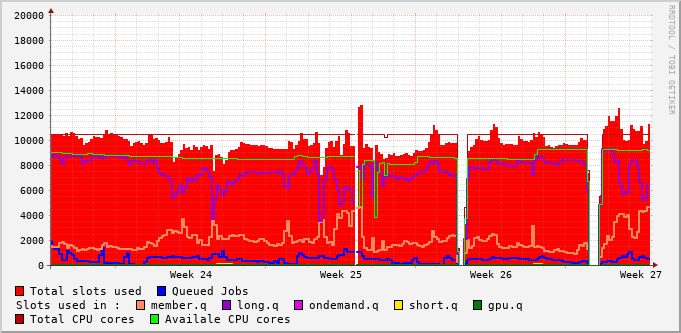 20000
18000
16000
14000
12000
10000
8000
6000
4000
2000
0
Week 24 Week 25 Week 26 Week 27
RRDTOOL / TOBI OETIKER
Total slots used Queued Jobs
Slots used in : member.q long.q ondemand.q short.q gpu.q
Total CPU cores Availale CPU cores